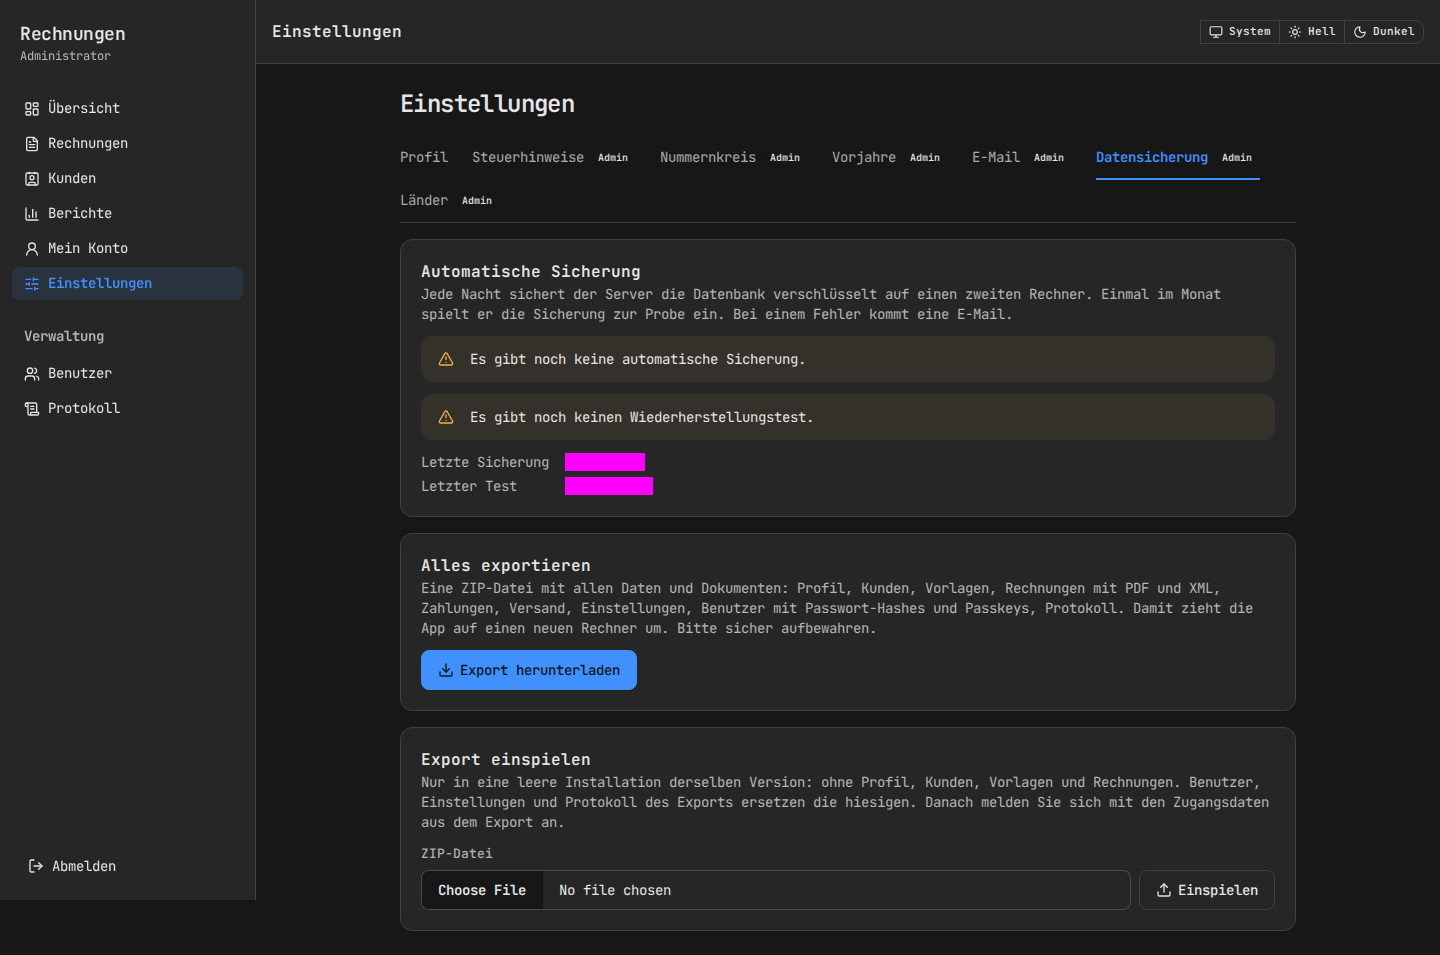 Rechnungen
Administrator
Übersicht
Rechnungen
Kunden
Berichte
Mein Konto
Einstellungen
Verwaltung
Benutzer
Protokoll
Abmelden
Einstellungen
System Hell Dunkel
Einstellungen
Profil Steuerhinweise Admin Nummernkreis Admin Vorjahre Admin E-Mail Admin Datensicherung Admin
Länder Admin
Automatische Sicherung
Jede Nacht sichert der Server die Datenbank verschlüsselt auf einen zweiten Rechner. Einmal im Monat
spielt er die Sicherung zur Probe ein. Bei einem Fehler kommt eine E-Mail.
Es gibt noch keine automatische Sicherung.
Es gibt noch keinen Wiederherstellungstest.
Letzte Sicherung
Letzter Test
Alles exportieren
Eine ZIP-Datei mit allen Daten und Dokumenten: Profil, Kunden, Vorlagen, Rechnungen mit PDF und XML,
Zahlungen, Versand, Einstellungen, Benutzer mit Passwort-Hashes und Passkeys, Protokoll. Damit zieht die
App auf einen neuen Rechner um. Bitte sicher aufbewahren.
Export herunterladen
Export einspielen
Nur in eine leere Installation derselben Version: ohne Profil, Kunden, Vorlagen und Rechnungen. Benutzer,
Einstellungen und Protokoll des Exports ersetzen die hiesigen. Danach melden Sie sich mit den Zugangsdaten
aus dem Export an.
ZIP-Datei
Choose File No file chosen
Einspielen